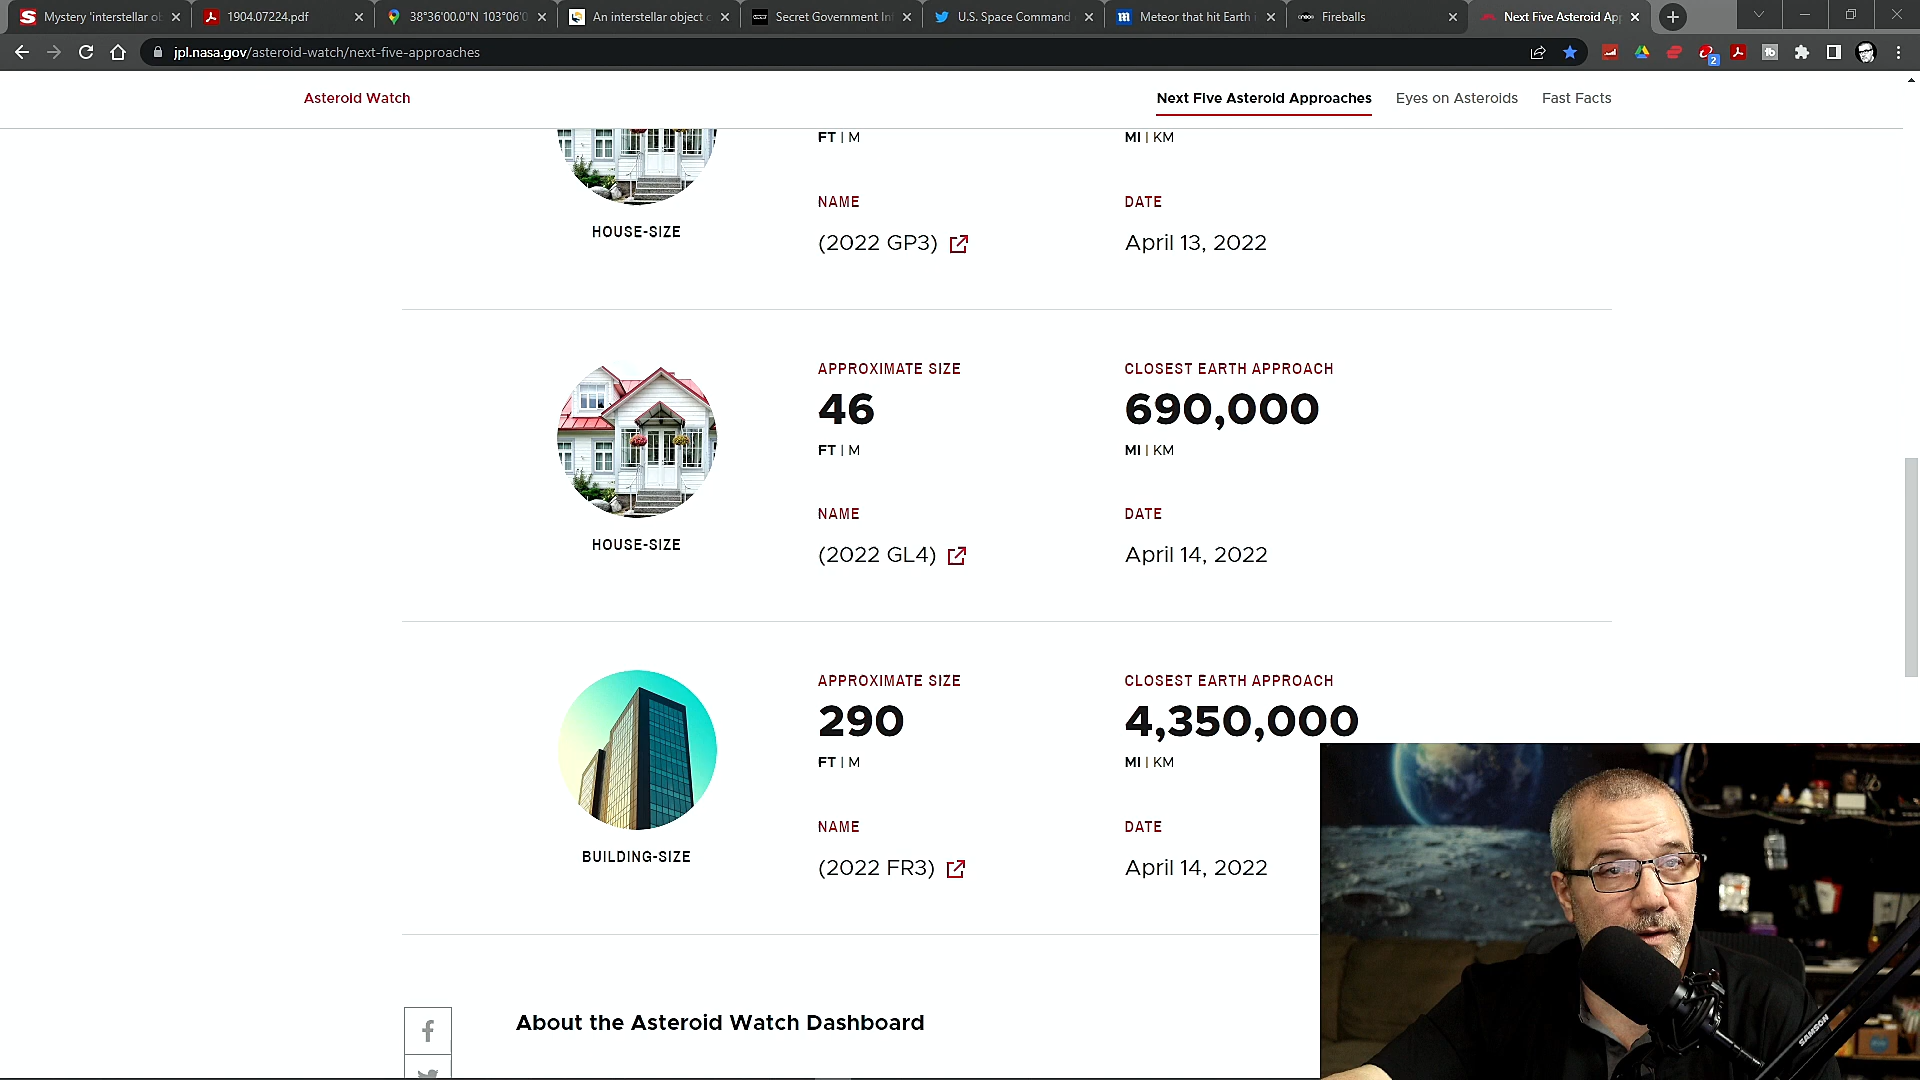 Mystery 'interstellar ob
1904.07224.pdf
38°36'00.0"N 103°06'0
An interstellar object c
Secret Government In
U.S. Space Command
Meteor that hit Earth i
Fireballs
Next Five Asteroid Ap
jpl.nasa.gov/asteroid-watch/next-five-approaches
2
Asteroid Watch
Next Five Asteroid Approaches
Eyes on Asteroids
Fast Facts
FT | M
MI | KM
HOUSE-SIZE
NAME
DATE
(2022 GP3)
April 13, 2022
APPROXIMATE SIZE
CLOSEST EARTH APPROACH
46
690,000
FT | M
MI | KM
HOUSE-SIZE
NAME
DATE
(2022 GL4)
April 14, 2022
APPROXIMATE SIZE
CLOSEST EARTH APPROACH
290
4,350,000
FT | M
MI | KM
BUILDING-SIZE
NAME
DATE
(2022 FR3)
April 14, 2022
About the Asteroid Watch Dashboard
SAMSON